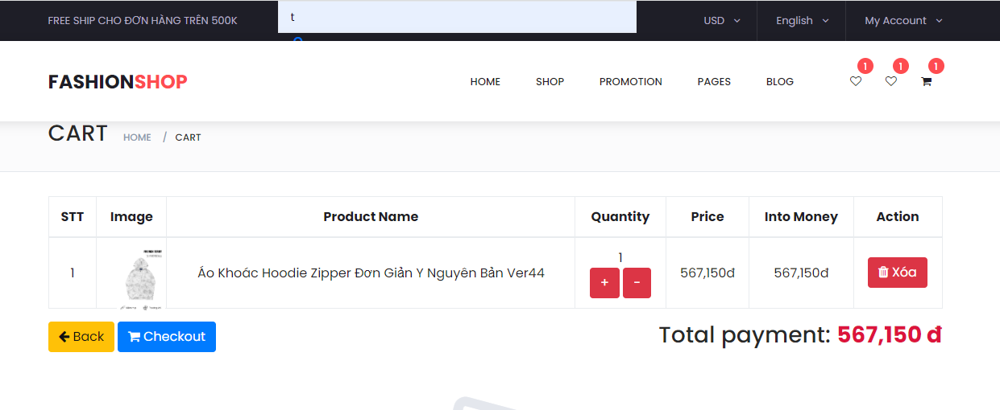 FREE SHIP CHO ĐƠN HÀNG TRÊN 500K
t
USD
English
My Account
FASHIONSHOP
HOME
SHOP
PROMOTION
PAGES
BLOG
1
1
1
CART
HOME / CART
STT Image Product Name Quantity Price Into Money Action
1
Áo Khoác Hoodie Zipper Đơn Giản Y Nguyên Bản Ver44
1
+ -
567,150đ
567,150đ
Xóa
Back
Checkout
Total payment: 567,150 đ